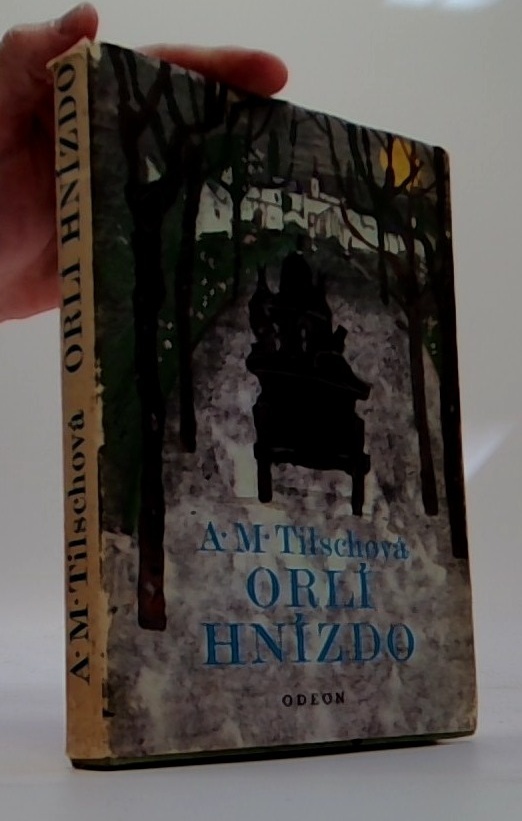 A·M·Tilschová ORLÍ HNÍZDO
A·M·Tilschová
ORLÍ
HNÍZDO
ODEON